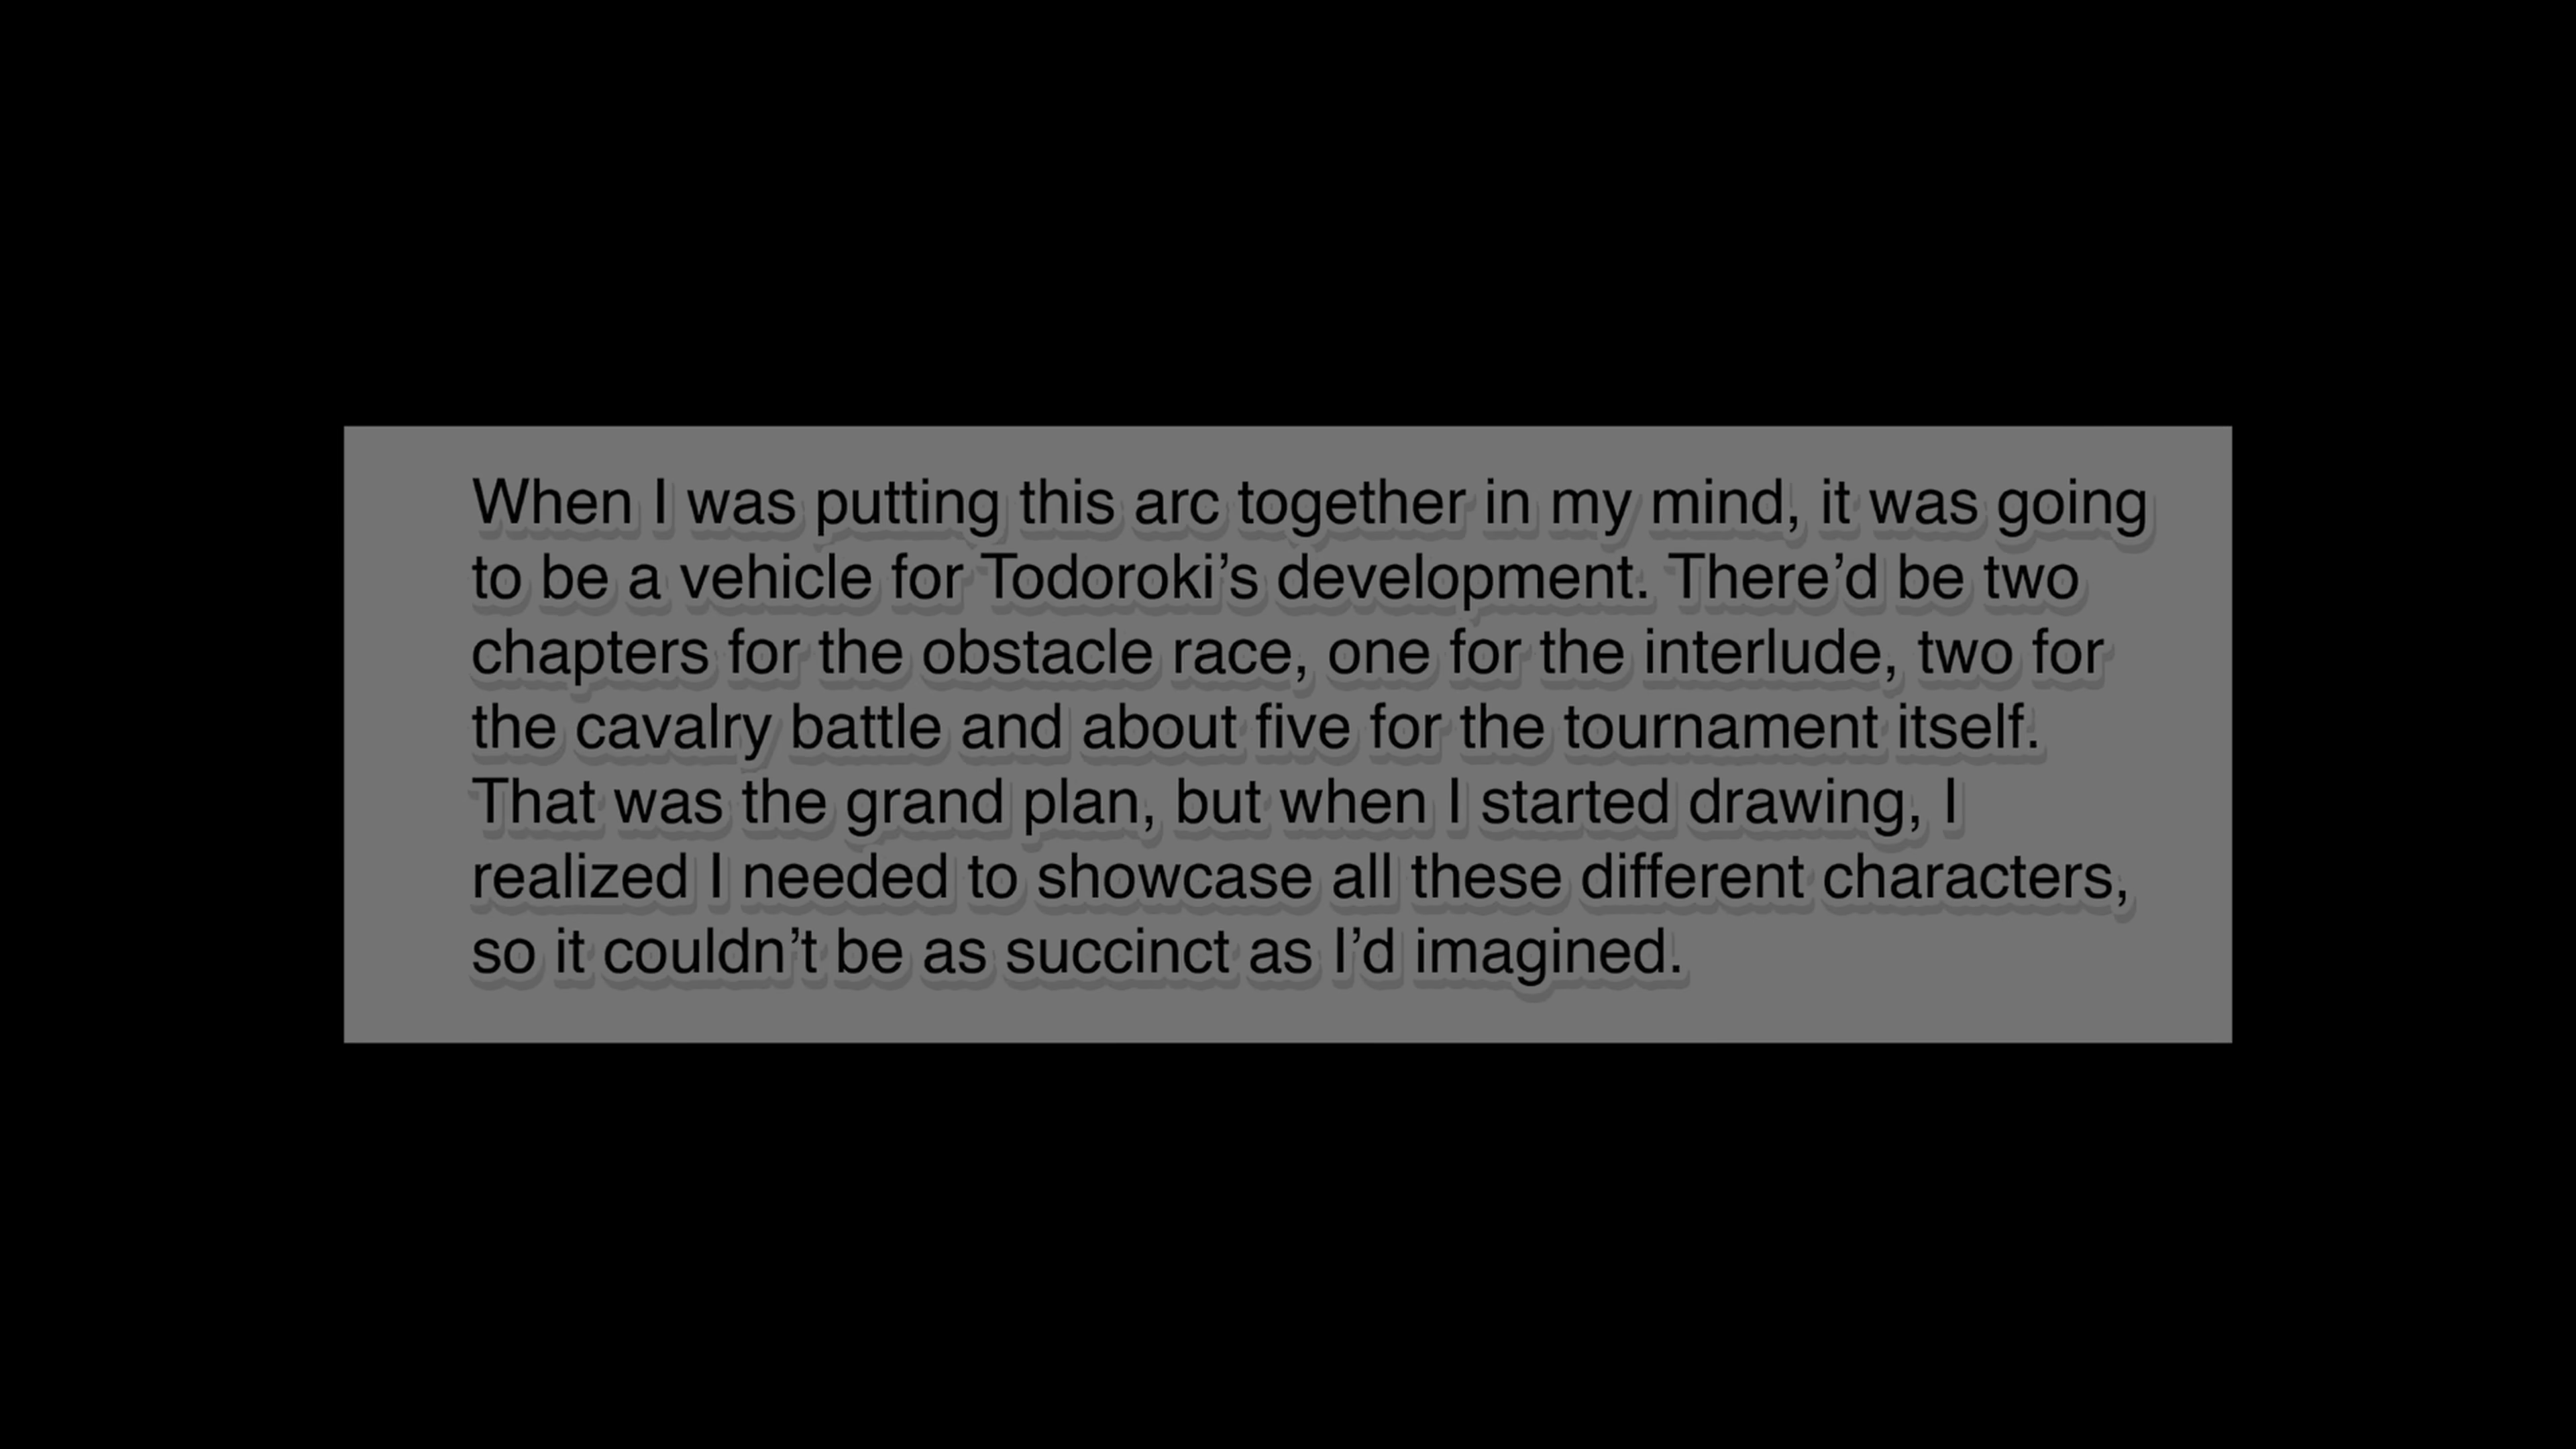 When I was putting this arc together in my mind, it was going
to be a vehicle for Todoroki’s development. There’d be two
chapters for the obstacle race, one for the interlude, two for
the cavalry battle and about five for the tournament itself.
That was the grand plan, but when I started drawing, I
realized I needed to showcase all these different characters,
so it couldn’t be as succinct as I’d imagined.